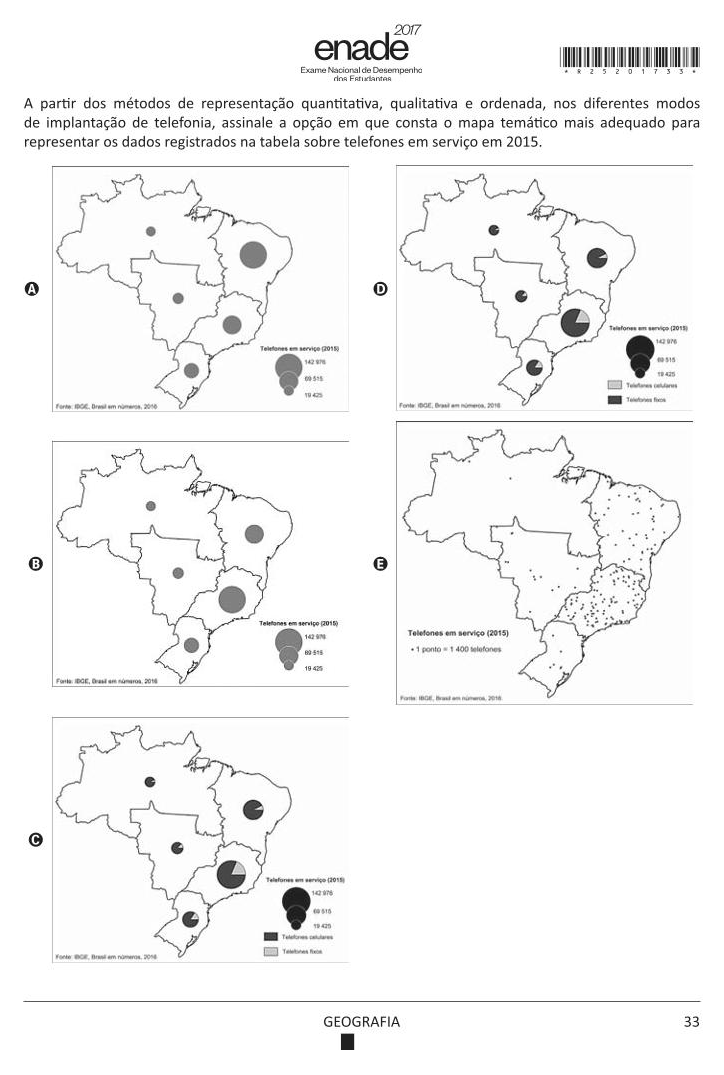 2017
enade
Exame Nacional de Desempenho
dos Estudantes
* R 2 5 2 0 1 7 3 3 *
A partir dos métodos de representação quantitativa, qualitativa e ordenada, nos diferentes modos
de implantação de telefonia, assinale a opção em que consta o mapa temático mais adequado para
representar os dados registrados na tabela sobre telefones em serviço em 2015.
A
Telefones em serviço (2015)
142 976
69 515
19 425
Fonte: IBGE, Brasil em números, 2016
B
Telefones em serviço (2015)
142 976
69 515
19 425
Fonte: IBGE, Brasil em números, 2016
C
Telefones em serviço (2015)
142 976
69 515
19 425
Telefones celulares
Telefones fixos
Fonte: IBGE, Brasil em números, 2016
D
Telefones em serviço (2015)
142 976
69 515
19 425
Telefones celulares
Telefones fixos
Fonte: IBGE, Brasil em números, 2016
E
Telefones em serviço (2015)
• 1 ponto = 1 400 telefones
Fonte: IBGE, Brasil em números, 2016
GEOGRAFIA
33